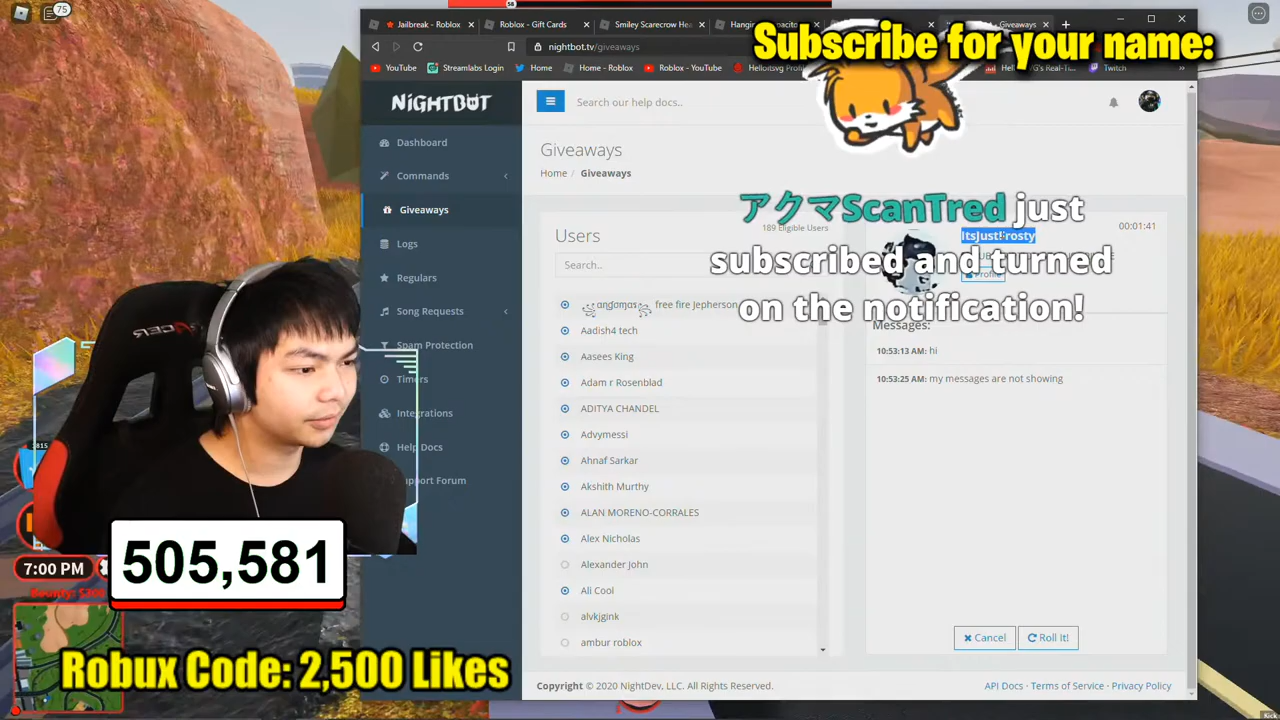 75
58
Jailbreak - Roblox
Roblox - Gift Cards
Smiley Scarecrow He
Giveaways
nightbot.tv/giveaways
Subscribe for your name:
YouTube
Streamlabs Login
Home
Home - Roblox
Roblox - YouTube
Twitch
NIGHTBOT
Search our help docs..
Dashboard
Commands
Giveaways
Logs
Regulars
Song Requests
Spam Protection
Timers
Integrations
Help Docs
Support Forum
Giveaways
Home / Giveaways
Users
189 Eligible Users
Search..
free fire Jepherson
Aadish4 tech
Aasees King
Adam r Rosenblad
ADITYA CHANDEL
Advymessi
Ahnaf Sarkar
Akshith Murthy
ALAN MORENO-CORRALES
Alex Nicholas
Alexander John
Ali Cool
alvkjgink
ambur roblox
アクマScanTred just
subscribed and turned
on the notification!
ItsJustFrosty
00:01:41
Profile
Messages:
10:53:13 AM: hi
10:53:25 AM: my messages are not showing
Cancel
Roll It!
Copyright © 2020 NightDev, LLC. All Rights Reserved.
API Docs · Terms of Service · Privacy Policy
ACER
505,581
7:00 PM
Robux Code: 2,500 Likes